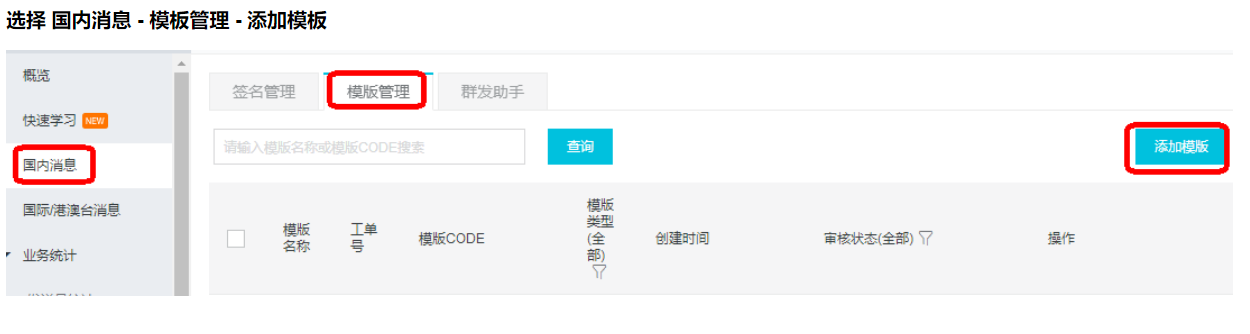 选择 国内消息 - 模板管理 - 添加模板
概览
快速学习 NEW
国内消息
国际/港澳台消息
业务统计
签名管理 模版管理 群发助手
请输入模版名称或模版CODE搜索 查询 添加模版
模版名称 工单号 模版CODE 模版类型(全部) 创建时间 审核状态(全部) 操作